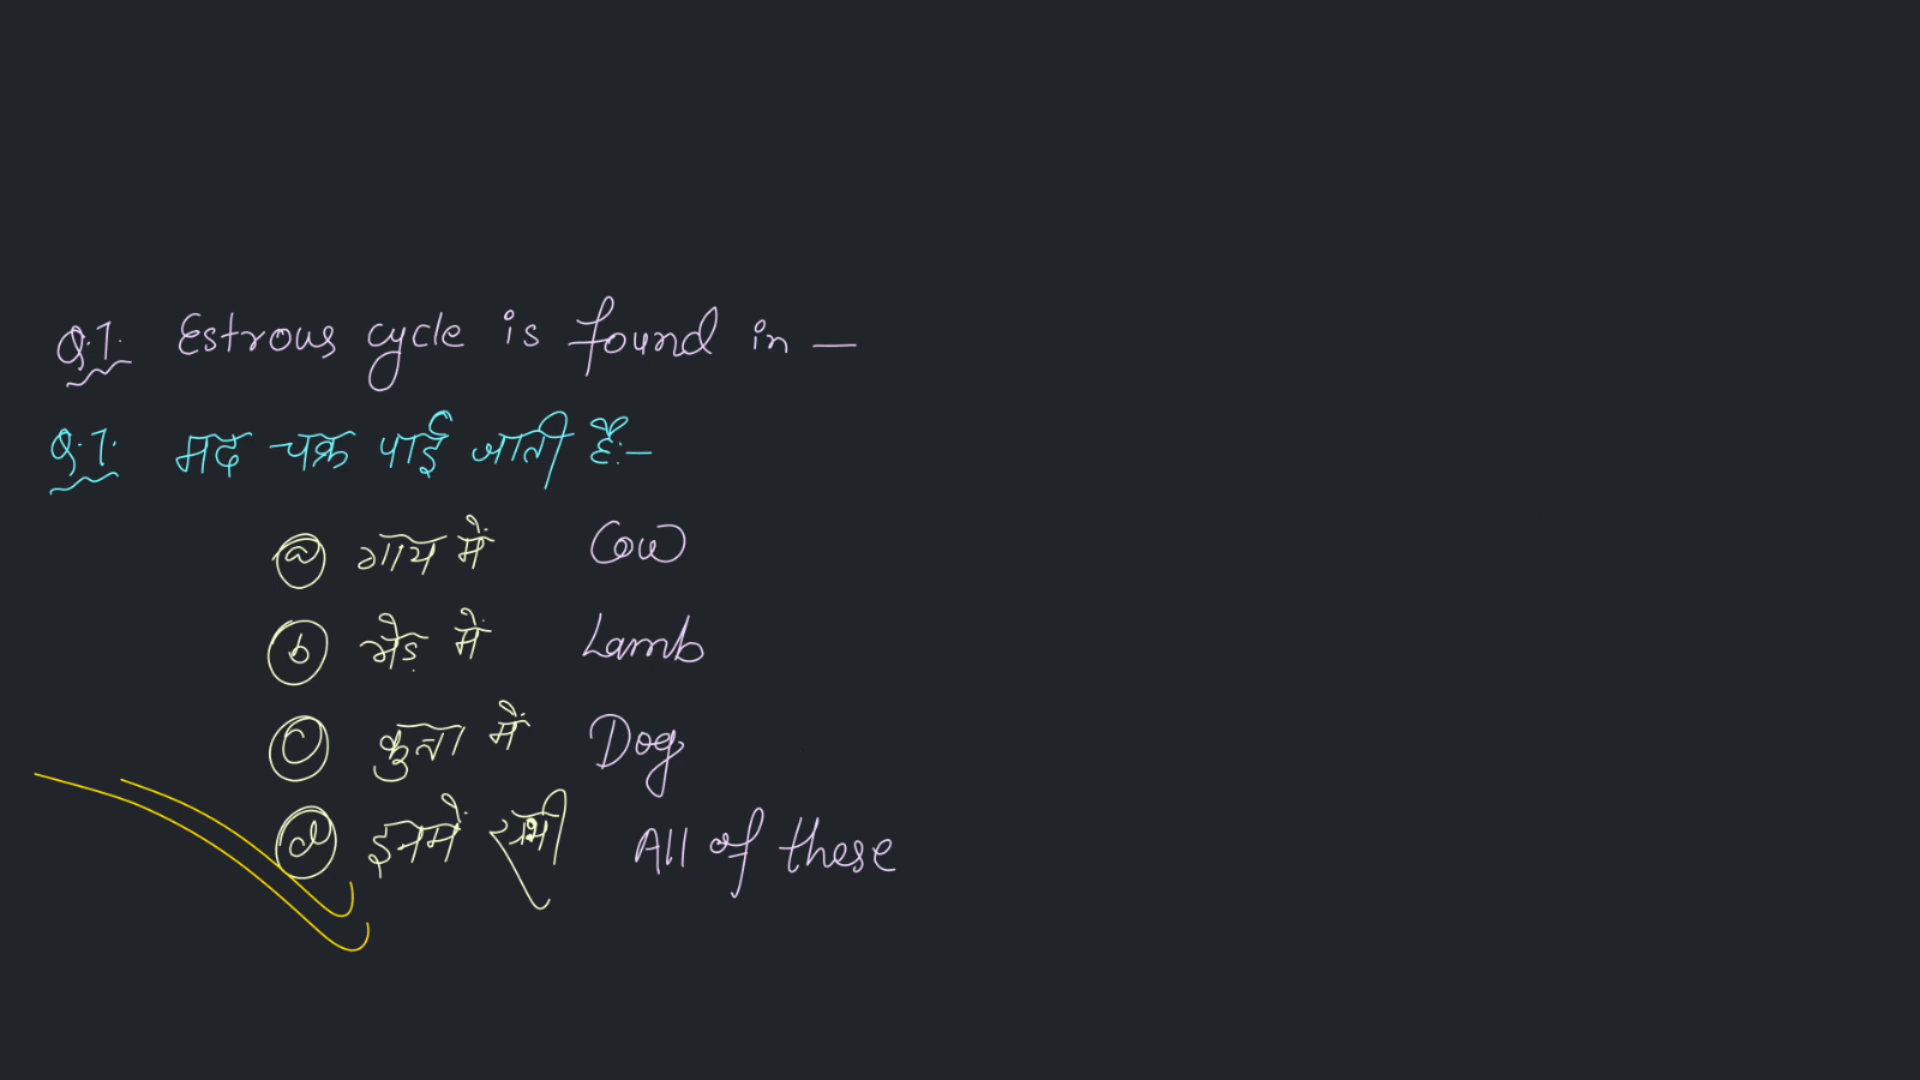 Q.1. Estrous cycle is found in —
Q.1. मद चक्र पाई जाती है:—
(a) गाय में Cow
(b) भेड़ में Lamb
(c) कुत्ता में Dog
(d) इनमें सभी All of these